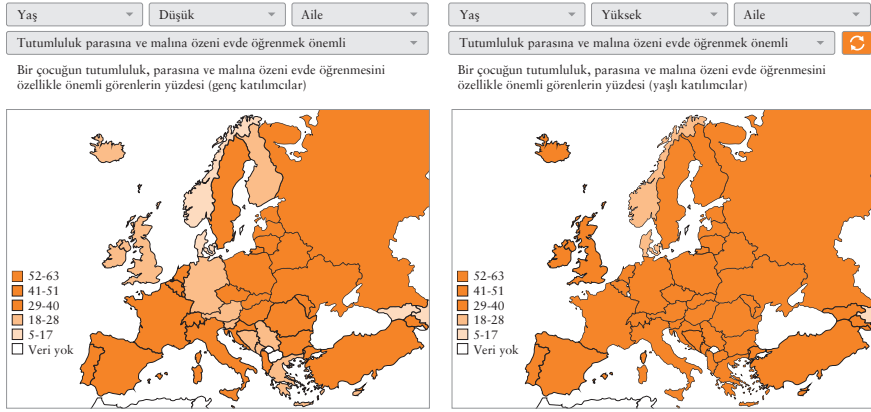 Yaş
Düşük
Aile
Tutumluluk parasına ve malına özeni evde öğrenmek önemli
Bir çocuğun tutumluluk, parasına ve malına özeni evde öğrenmesini
özellikle önemli görenlerin yüzdesi (genç katılımcılar)
52-63
41-51
29-40
18-28
5-17
Veri yok
Yaş
Yüksek
Aile
Tutumluluk parasına ve malına özeni evde öğrenmek önemli
Bir çocuğun tutumluluk, parasına ve malına özeni evde öğrenmesini
özellikle önemli görenlerin yüzdesi (yaşlı katılımcılar)
52-63
41-51
29-40
18-28
5-17
Veri yok